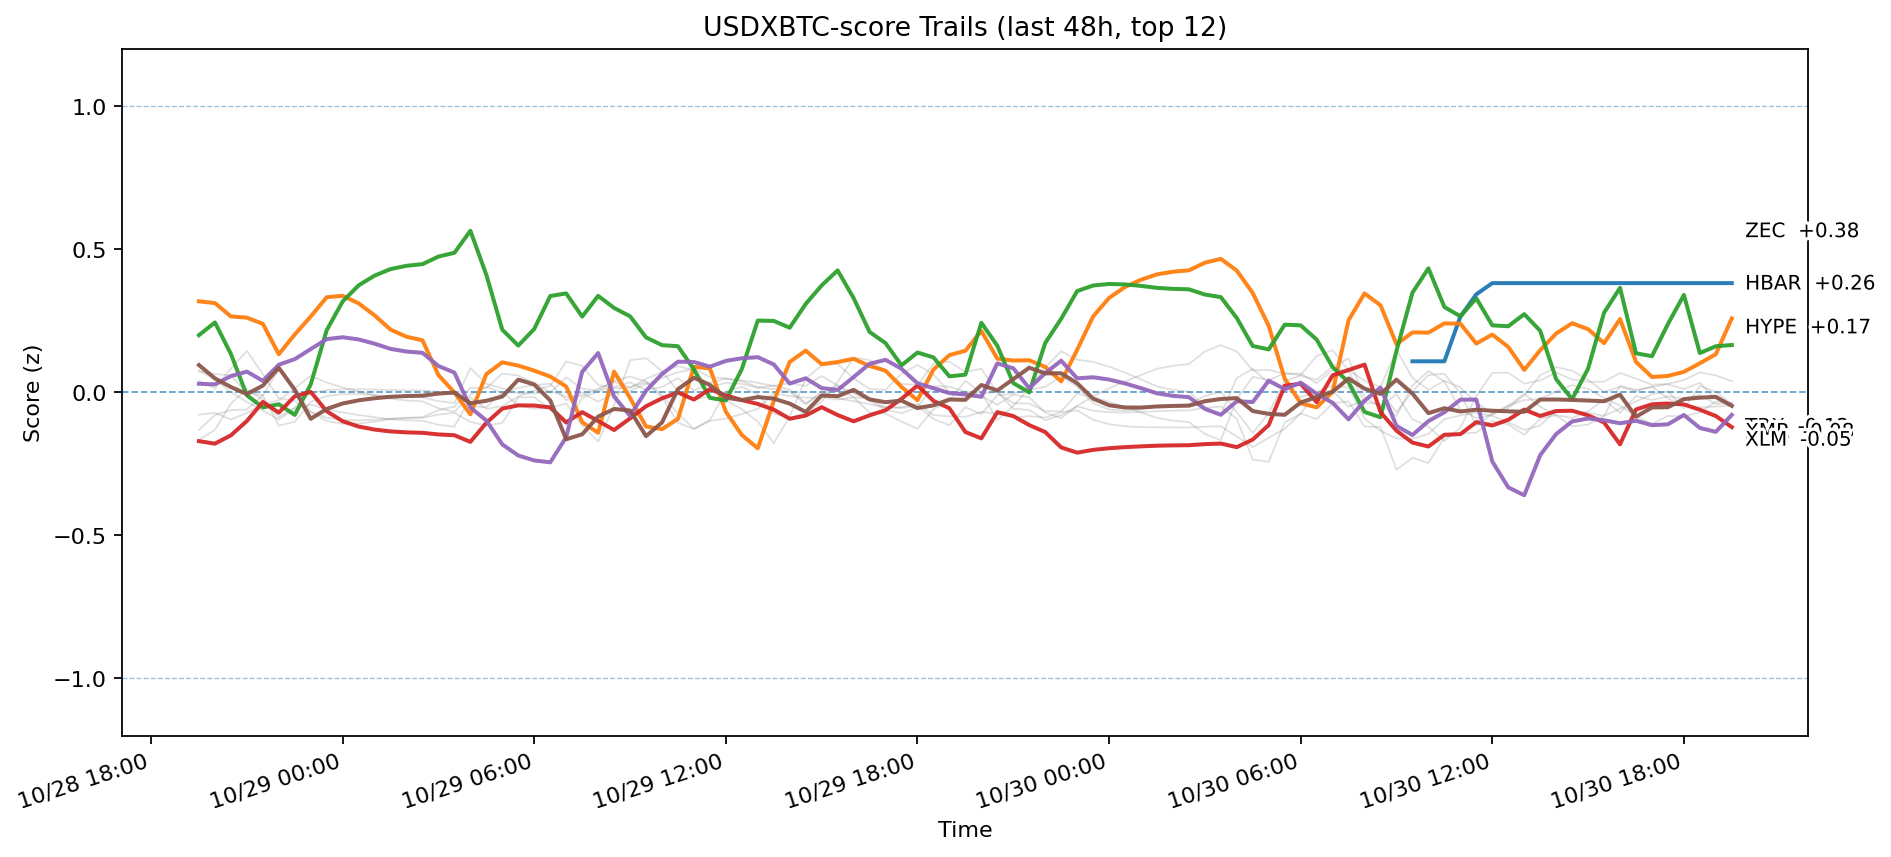 USDXBTC-score Trails (last 48h, top 12)
Score (z)
1.0
0.5
0.0
−0.5
−1.0
ZEC +0.38
HBAR +0.26
HYPE +0.17
XLM -0.05
10/28 18:00
10/29 00:00
10/29 06:00
10/29 12:00
10/29 18:00
10/30 00:00
10/30 06:00
10/30 12:00
10/30 18:00
Time